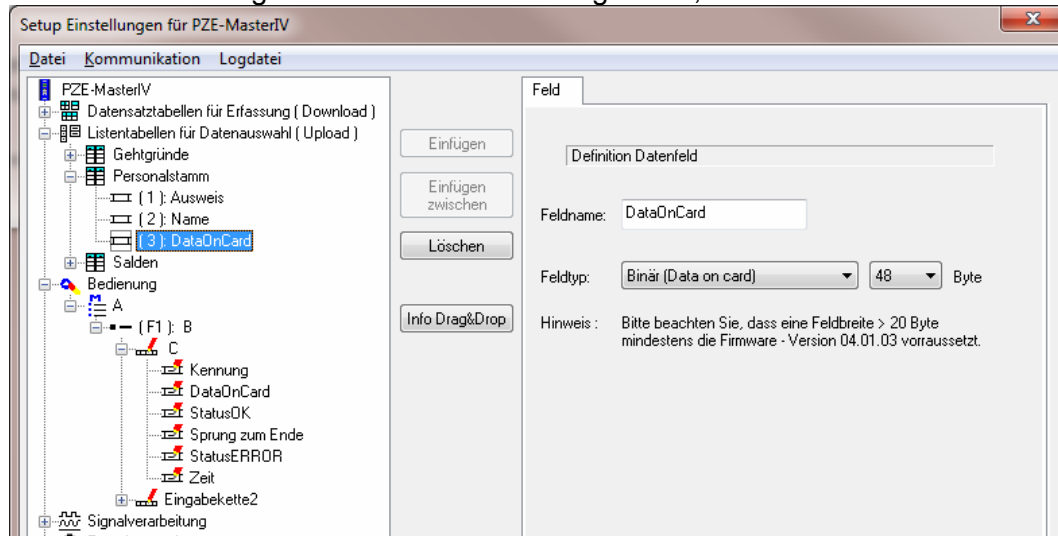 Setup Einstellungen für PZE-MasterIV
Datei Kommunikation Logdatei
PZE-MasterIV
Datensatztabellen für Erfassung ( Download )
Listentabellen für Datenauswahl ( Upload )
Gehtgründe
Personalstamm
( 1 ): Ausweis
( 2 ): Name
( 3 ): DataOnCard
Salden
Bedienung
A
( F1 ): B
C
Kennung
DataOnCard
StatusOK
Sprung zum Ende
StatusERROR
Zeit
Eingabekette2
Signalverarbeitung
Einfügen
Einfügen
zwischen
Löschen
Info Drag&Drop
Feld
Definition Datenfeld
Feldname: DataOnCard
Feldtyp: Binär (Data on card) 48 Byte
Hinweis : Bitte beachten Sie, dass eine Feldbreite > 20 Byte
mindestens die Firmware - Version 04.01.03 vorraussetzt.